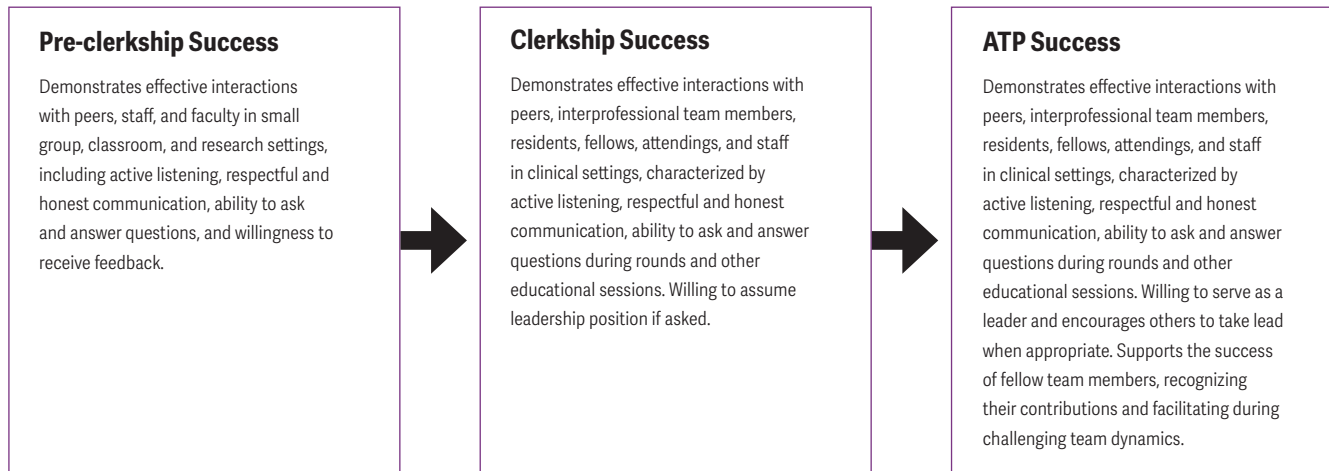 Pre-clerkship Success
Demonstrates effective interactions
with peers, staff, and faculty in small
group, classroom, and research settings,
including active listening, respectful and
honest communication, ability to ask
and answer questions, and willingness to
receive feedback.
Clerkship Success
Demonstrates effective interactions with
peers, interprofessional team members,
residents, fellows, attendings, and staff
in clinical settings, characterized by
active listening, respectful and honest
communication, ability to ask and answer
questions during rounds and other
educational sessions. Willing to assume
leadership position if asked.
ATP Success
Demonstrates effective interactions with
peers, interprofessional team members,
residents, fellows, attendings, and staff
in clinical settings, characterized by
active listening, respectful and honest
communication, ability to ask and answer
questions during rounds and other
educational sessions. Willing to serve as a
leader and encourages others to take lead
when appropriate. Supports the success
of fellow team members, recognizing
their contributions and facilitating during
challenging team dynamics.